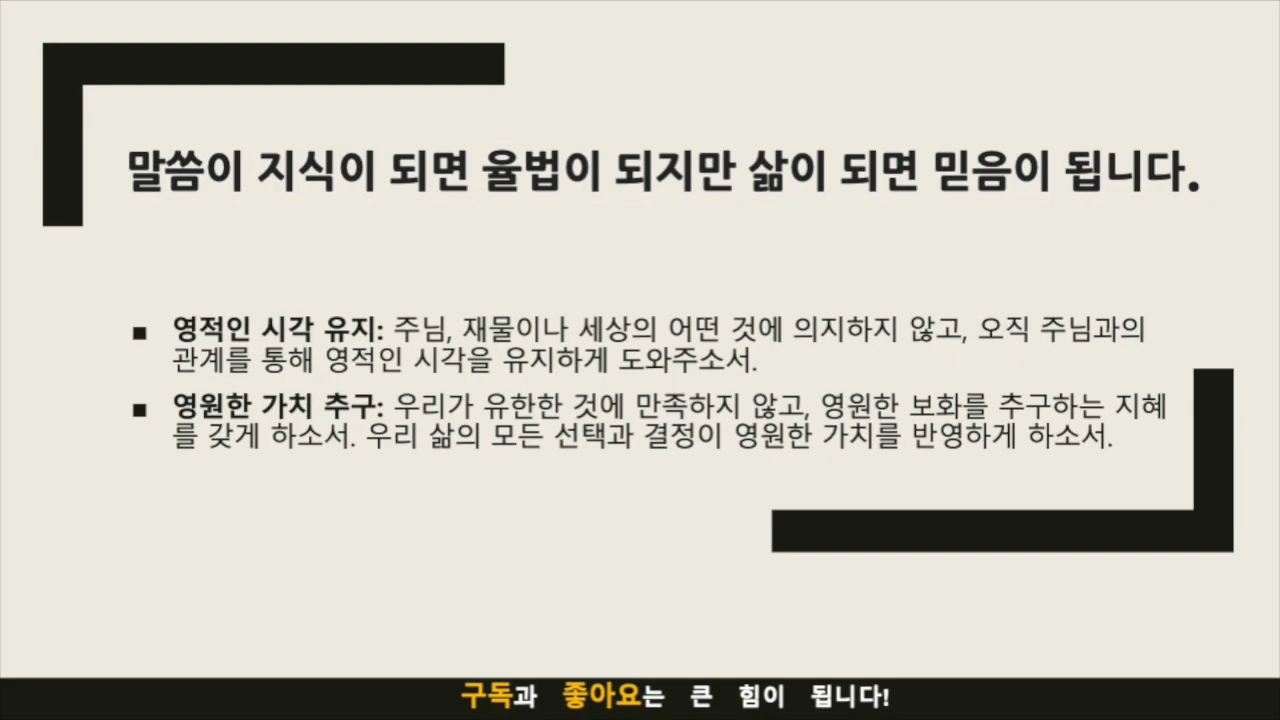 말씀이 지식이 되면 율법이 되지만 삶이 되면 믿음이 됩니다.
■ 영적인 시각 유지: 주님, 재물이나 세상의 어떤 것에 의지하지 않고, 오직 주님과의
관계를 통해 영적인 시각을 유지하게 도와주소서.
■ 영원한 가치 추구: 우리가 유한한 것에 만족하지 않고, 영원한 보화를 추구하는 지혜
를 갖게 하소서. 우리 삶의 모든 선택과 결정이 영원한 가치를 반영하게 하소서.
구독과 좋아요는 큰 힘이 됩니다!